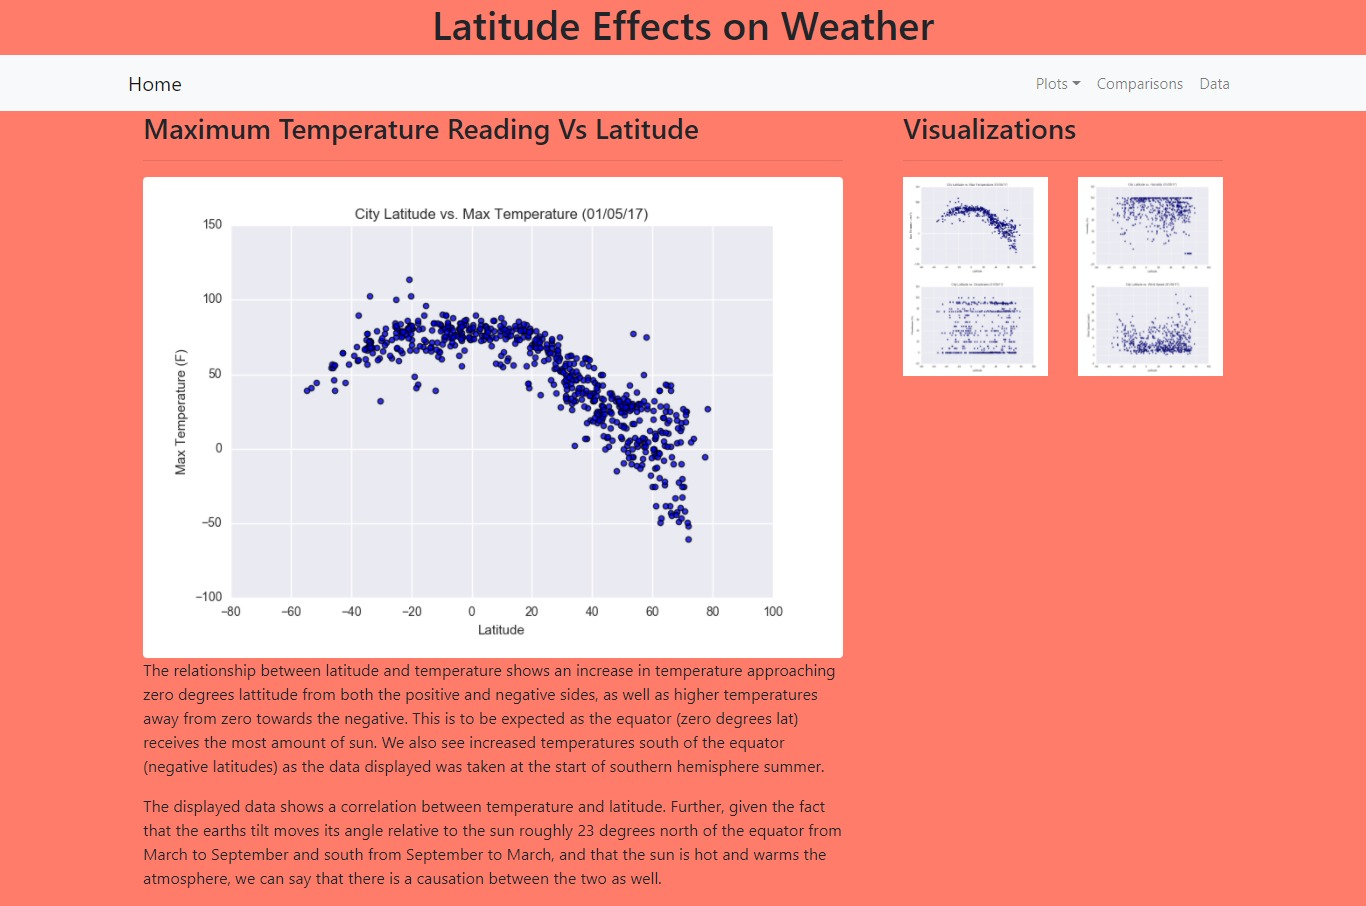 Latitude Effects on Weather
Home
Plots Comparisons Data
Maximum Temperature Reading Vs Latitude
City Latitude vs. Max Temperature (01/05/17)
Max Temperature (F)
150
100
50
0
−50
−100
−80 −60 −40 −20 0 20 40 60 80 100
Latitude
The relationship between latitude and temperature shows an increase in temperature approaching
zero degrees lattitude from both the positive and negative sides, as well as higher temperatures
away from zero towards the negative. This is to be expected as the equator (zero degrees lat)
receives the most amount of sun. We also see increased temperatures south of the equator
(negative latitudes) as the data displayed was taken at the start of southern hemisphere summer.
The displayed data shows a correlation between temperature and latitude. Further, given the fact
that the earths tilt moves its angle relative to the sun roughly 23 degrees north of the equator from
March to September and south from September to March, and that the sun is hot and warms the
atmosphere, we can say that there is a causation between the two as well.
Visualizations